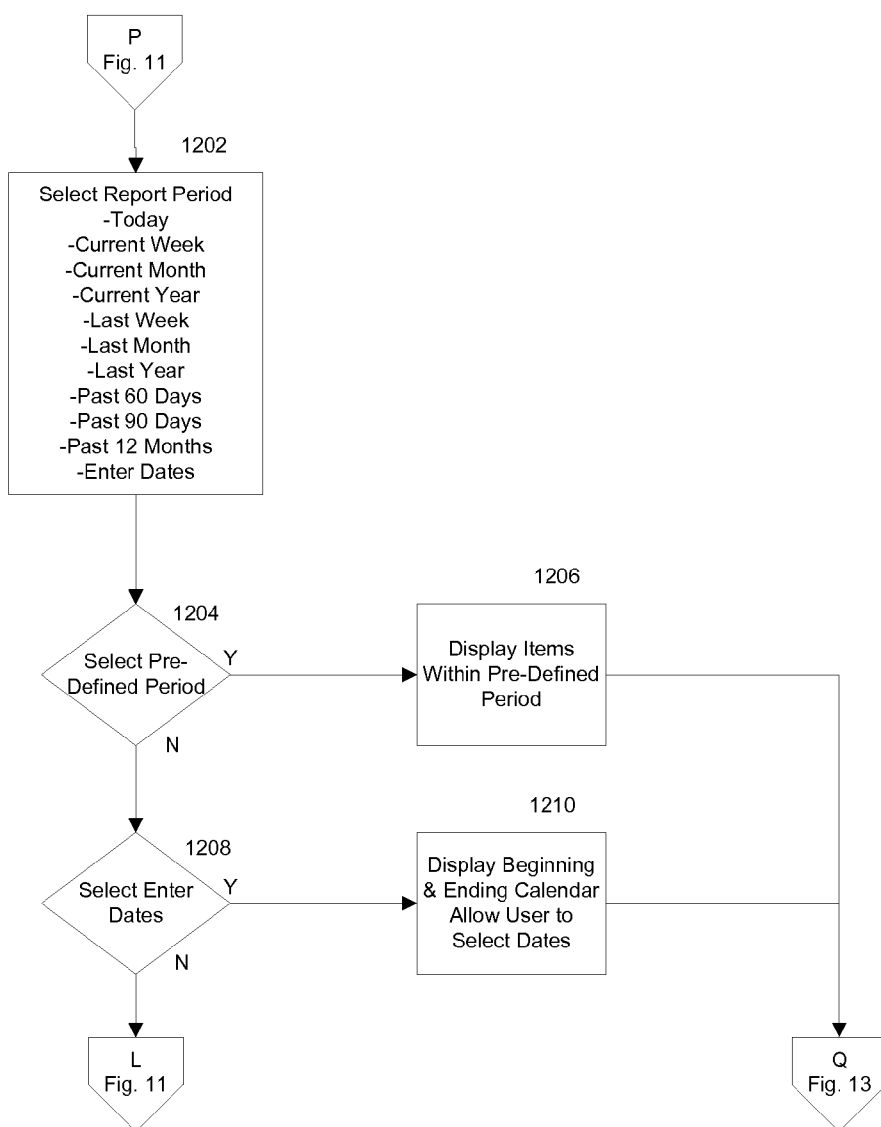 P
Fig. 11
1202
Select Report Period
-Today
-Current Week
-Current Month
-Current Year
-Last Week
-Last Month
-Last Year
-Past 60 Days
-Past 90 Days
-Past 12 Months
-Enter Dates
1204
Select Pre-
Defined Period
Y
N
1206
Display Items
Within Pre-Defined
Period
1208
Select Enter
Dates
Y
N
1210
Display Beginning
& Ending Calendar
Allow User to
Select Dates
L
Fig. 11
Q
Fig. 13